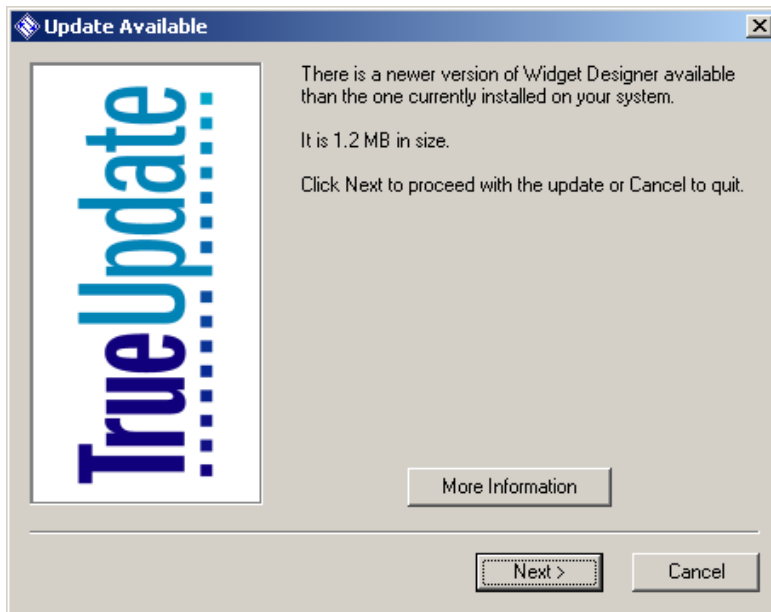 Update Available
TrueUpdate
There is a newer version of Widget Designer available
than the one currently installed on your system.
It is 1.2 MB in size.
Click Next to proceed with the update or Cancel to quit.
More Information
Next >
Cancel